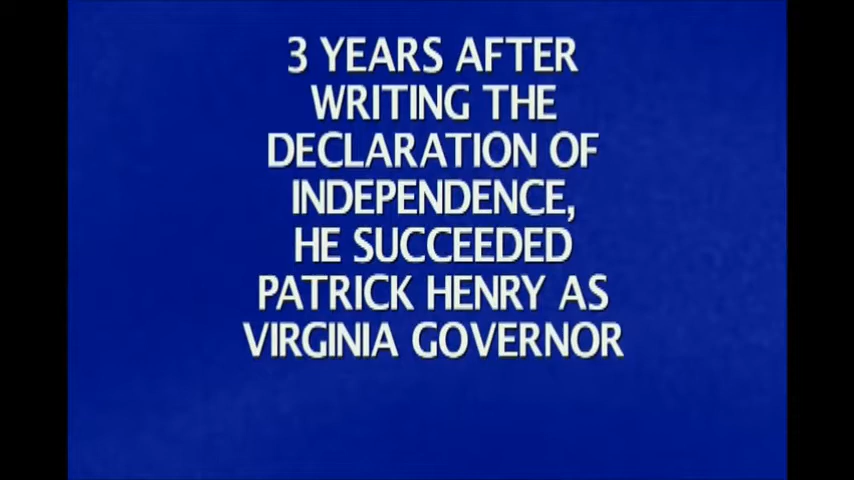 3 YEARS AFTER
WRITING THE
DECLARATION OF
INDEPENDENCE,
HE SUCCEEDED
PATRICK HENRY AS
VIRGINIA GOVERNOR